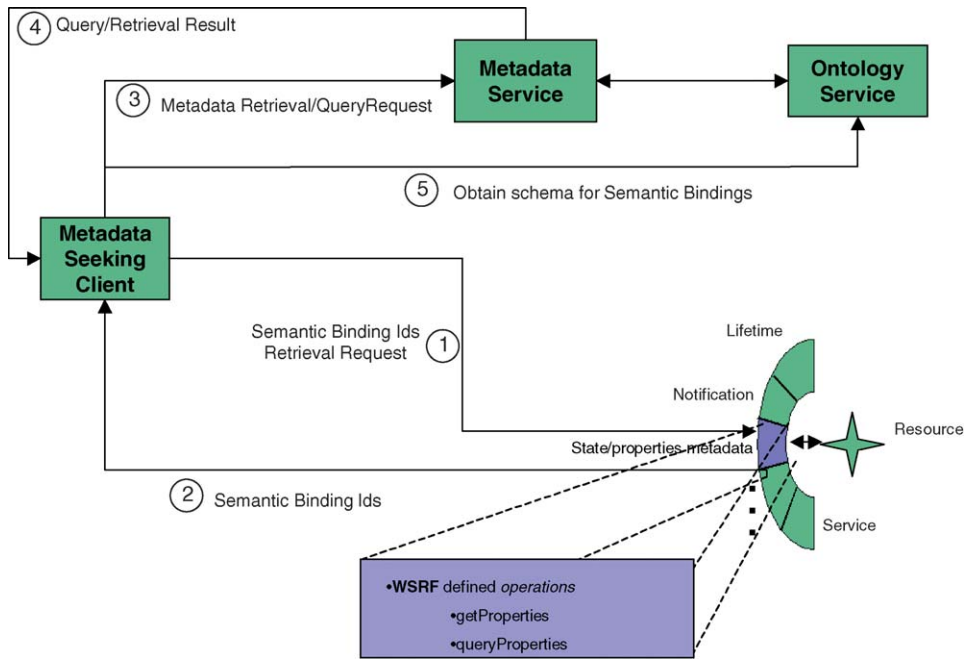 4 Query/Retrieval Result
Metadata
Service
Ontology
Service
3 Metadata Retrieval/QueryRequest
5 Obtain schema for Semantic Bindings
Metadata
Seeking
Client
Semantic Binding Ids
Retrieval Request
1
Lifetime
Notification
Resource
State/properties metadata
2 Semantic Binding Ids
Service
•WSRF defined operations
•getProperties
•queryProperties